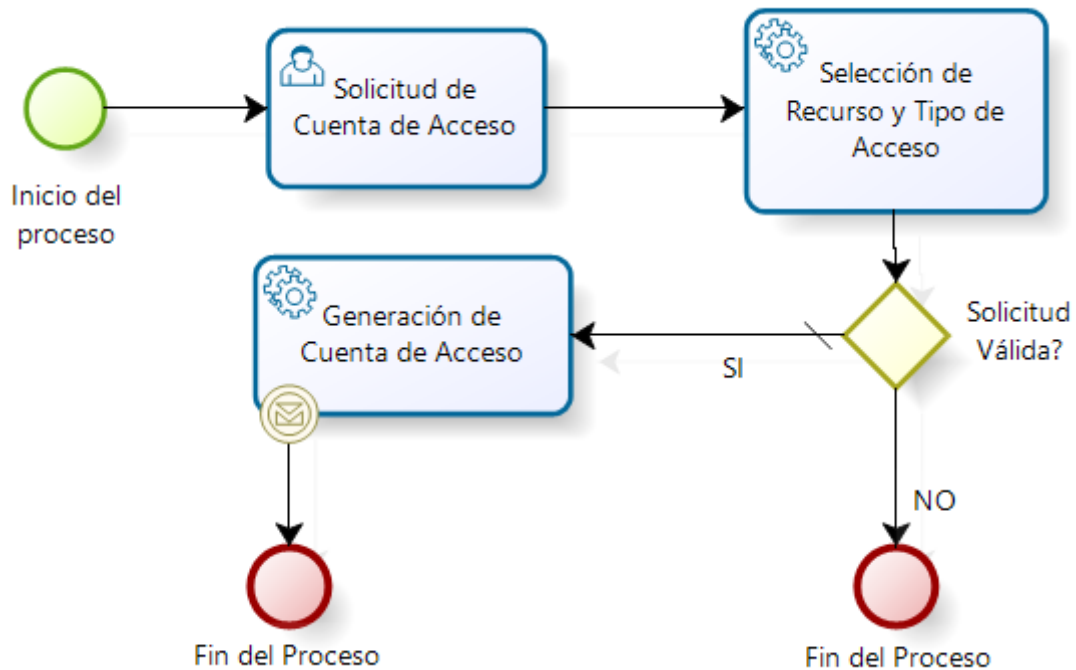 Solicitud de
Cuenta de Acceso
Selección de
Recurso y Tipo de
Acceso
Inicio del
proceso
Generación de
Cuenta de Acceso
SI
Solicitud
Válida?
NO
Fin del Proceso
Fin del Proceso